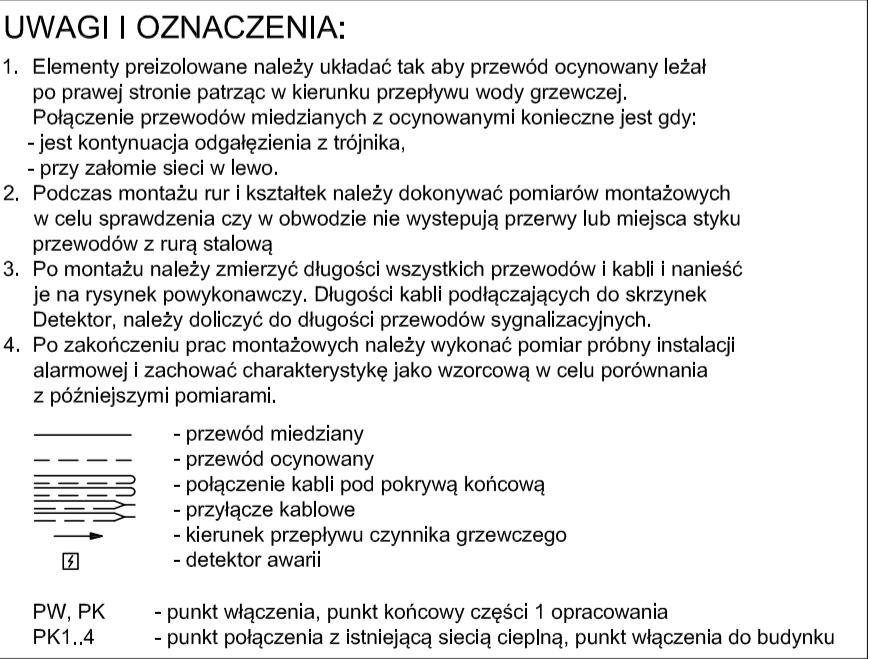 UWAGI I OZNACZENIA:
1. Elementy preizolowane należy układać tak aby przewód ocynowany leżał
po prawej stronie patrząc w kierunku przepływu wody grzewczej.
Połączenie przewodów miedzianych z ocynowanymi konieczne jest gdy:
- jest kontynuacja odgałęzienia z trójnika,
- przy załomie sieci w lewo.
2. Podczas montażu rur i kształtek należy dokonywać pomiarów montażowych
w celu sprawdzenia czy w obwodzie nie wystepują przerwy lub miejsca styku
przewodów z rurą stalową
3. Po montażu należy zmierzyć długości wszystkich przewodów i kabli i nanieść
je na rysynek powykonawczy. Długości kabli podłączających do skrzynek
Detektor, należy doliczyć do długości przewodów sygnalizacyjnych.
4. Po zakończeniu prac montażowych należy wykonać pomiar próbny instalacji
alarmowej i zachować charakterystykę jako wzorcową w celu porównania
z późniejszymi pomiarami.
- przewód miedziany
- przewód ocynowany
- połączenie kabli pod pokrywą końcową
- przyłącze kablowe
- kierunek przepływu czynnika grzewczego
- detektor awarii
PW, PK - punkt włączenia, punkt końcowy części 1 opracowania
PK1..4 - punkt połączenia z istniejącą siecią cieplną, punkt włączenia do budynku